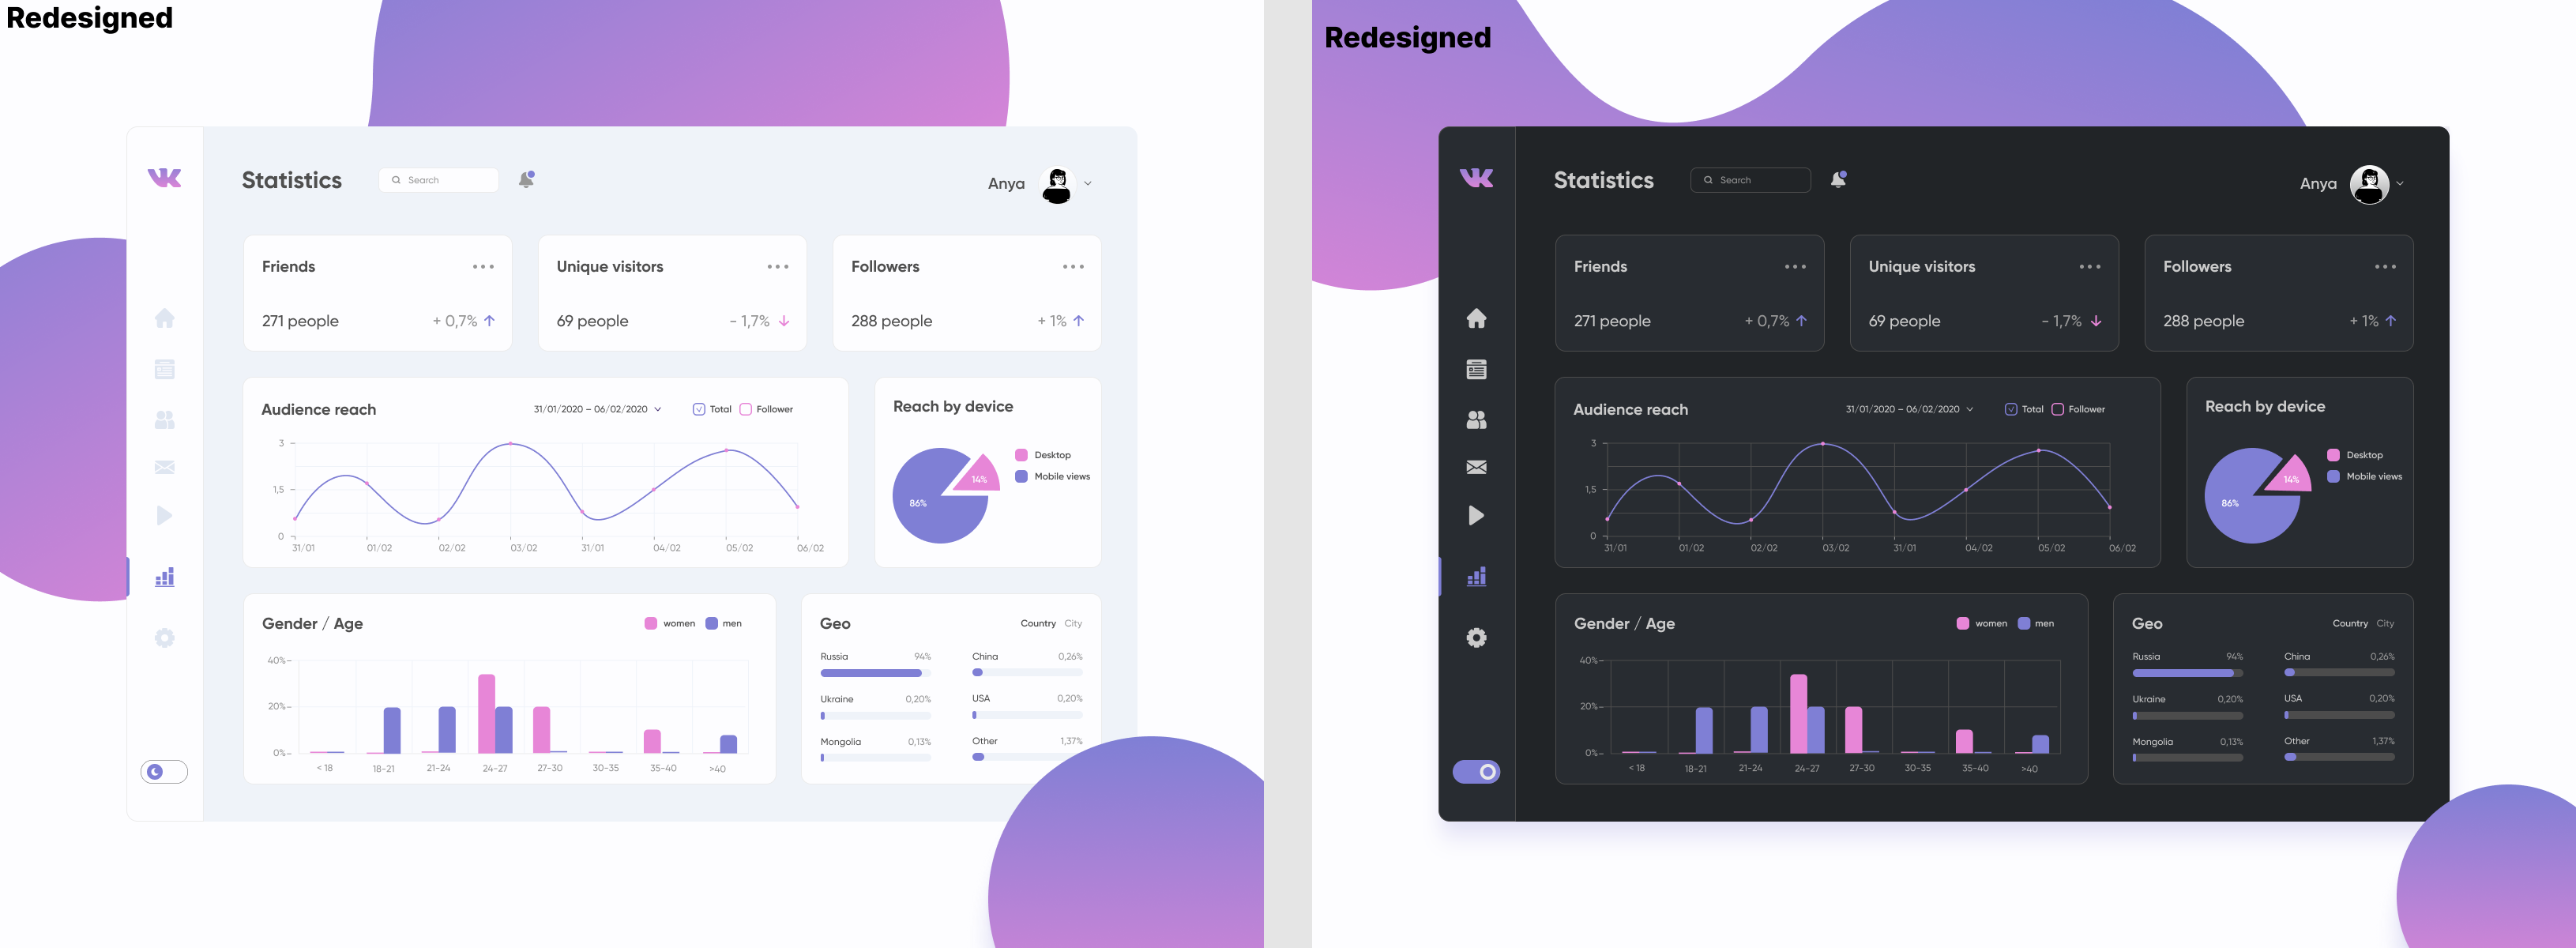 Redesigned
VK
Statistics
Search
Anya
Friends
271 people
+ 0,7%
Unique visitors
69 people
- 1,7%
Followers
288 people
+ 1%
Audience reach
31/01/2020 – 06/02/2020
Total
Follower
3
1,5
0
31/01 01/02 02/02 03/02 31/01 04/02 05/02 06/02
Reach by device
86%
14%
Desktop
Mobile views
Gender / Age
women men
40%
20%
0%
< 18 18-21 21-24 24-27 27-30 30-35 35-40 >40
Geo
Country City
Russia 94%
China 0,26%
Ukraine 0,20%
USA 0,20%
Mongolia 0,13%
Other 1,37%
Redesigned
VK
Statistics
Search
Anya
Friends
271 people
+ 0,7%
Unique visitors
69 people
- 1,7%
Followers
288 people
+ 1%
Audience reach
31/01/2020 – 06/02/2020
Total
Follower
3
1,5
0
31/01 01/02 02/02 03/02 31/01 04/02 05/02 06/02
Reach by device
86%
14%
Desktop
Mobile views
Gender / Age
women men
40%
20%
0%
< 18 18-21 21-24 24-27 27-30 30-35 35-40 >40
Geo
Country City
Russia 94%
China 0,26%
Ukraine 0,20%
USA 0,20%
Mongolia 0,13%
Other 1,37%